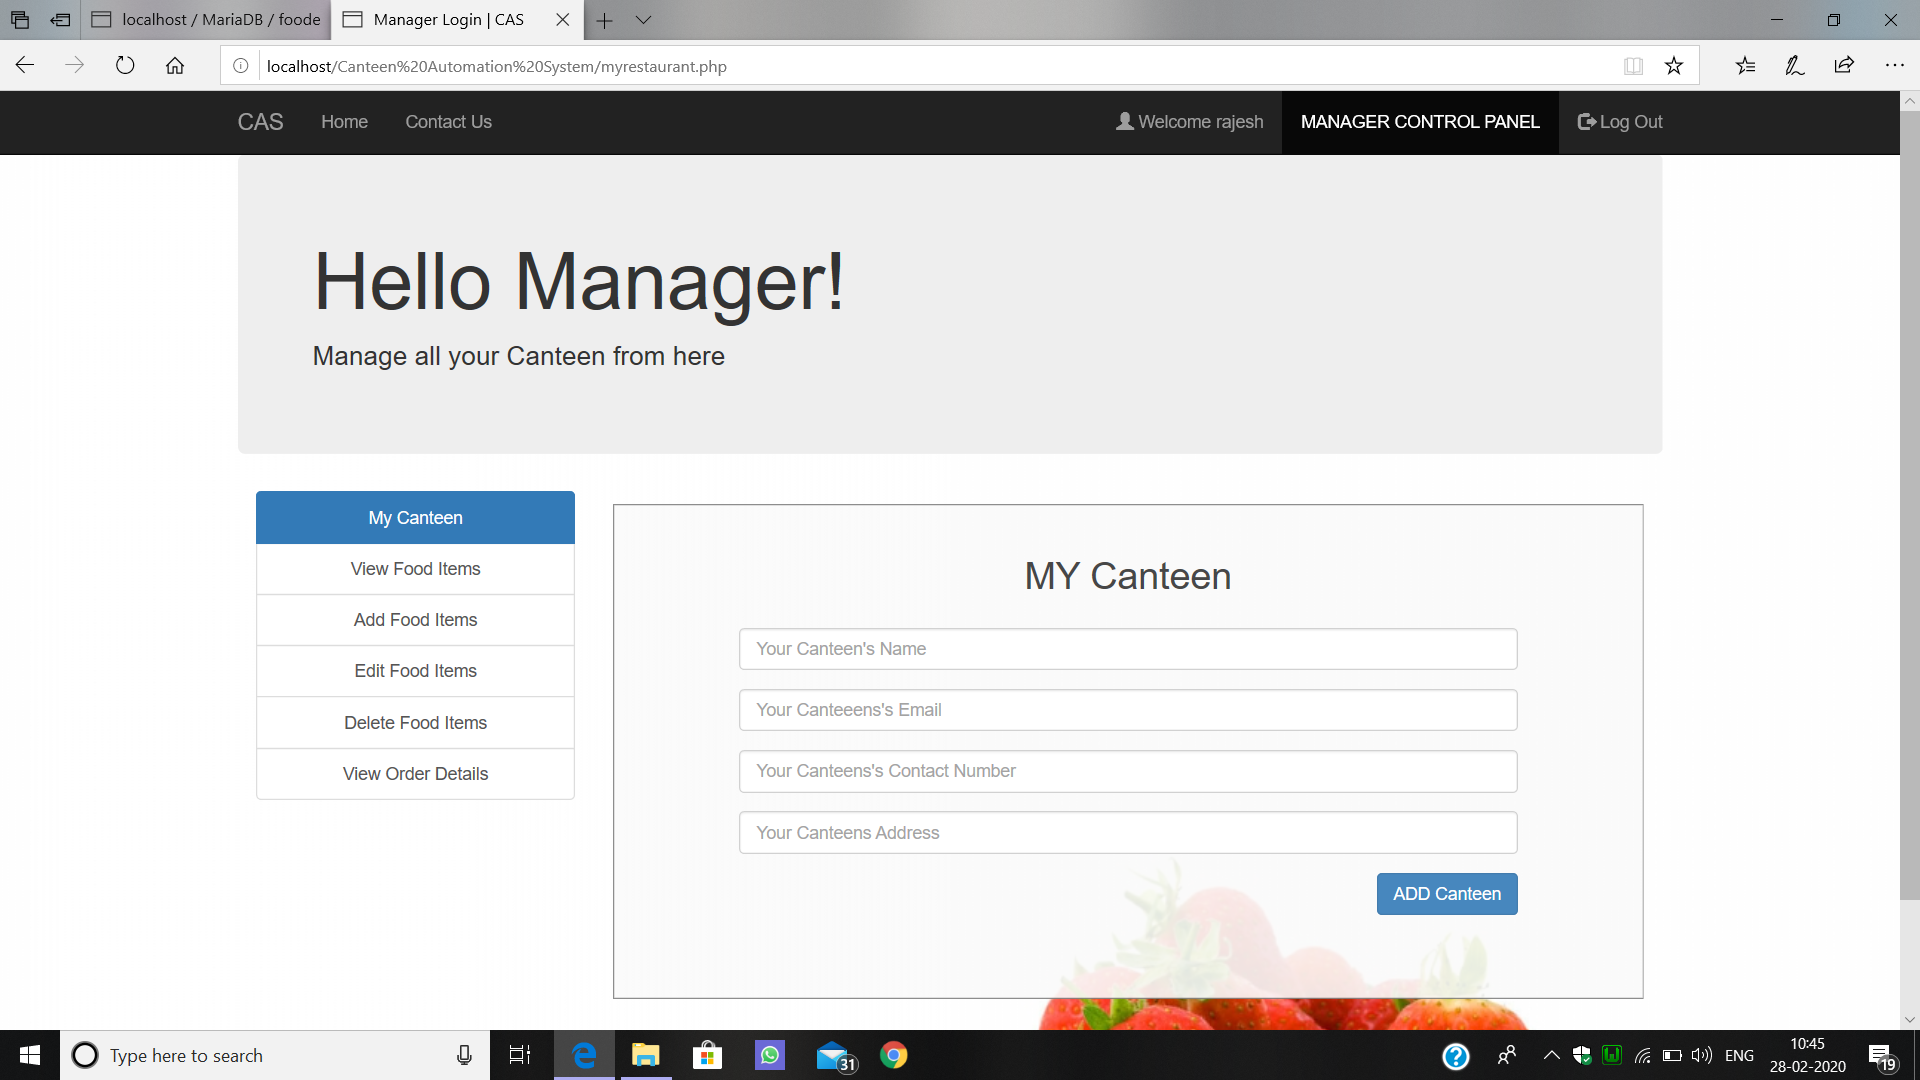 localhost / MariaDB / foode
Manager Login | CAS
localhost/Canteen%20Automation%20System/myrestaurant.php
CAS
Home
Contact Us
Welcome rajesh
MANAGER CONTROL PANEL
Log Out
Hello Manager!
Manage all your Canteen from here
My Canteen
View Food Items
Add Food Items
Edit Food Items
Delete Food Items
View Order Details
MY Canteen
Your Canteen's Name
Your Canteeens's Email
Your Canteens's Contact Number
Your Canteens Address
ADD Canteen
Type here to search
31
ENG
10:45
28-02-2020
19